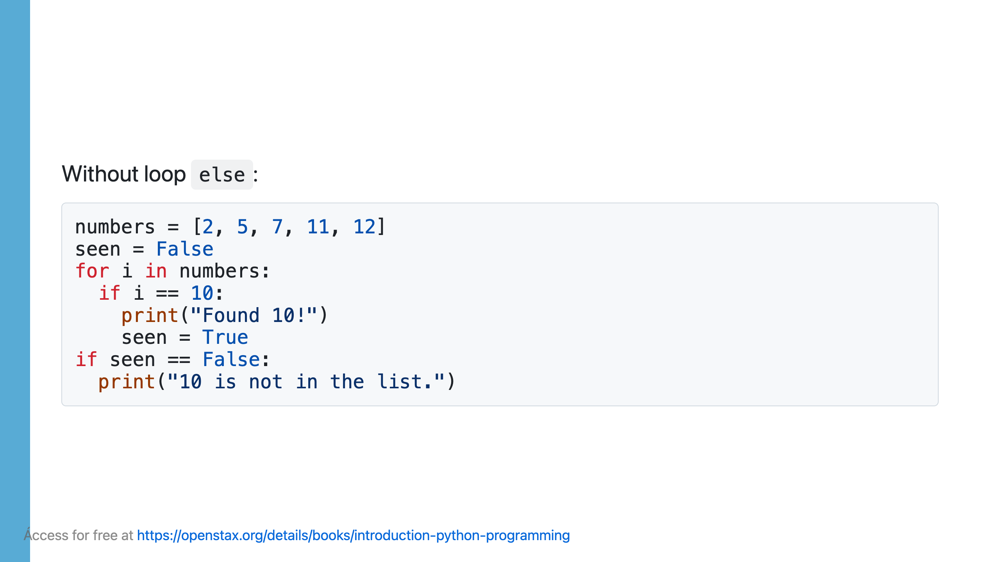 Without loop else:
numbers = [2, 5, 7, 11, 12]
seen = False
for i in numbers:
  if i == 10:
    print("Found 10!")
    seen = True
if seen == False:
  print("10 is not in the list.")
Áccess for free at https://openstax.org/details/books/introduction-python-programming